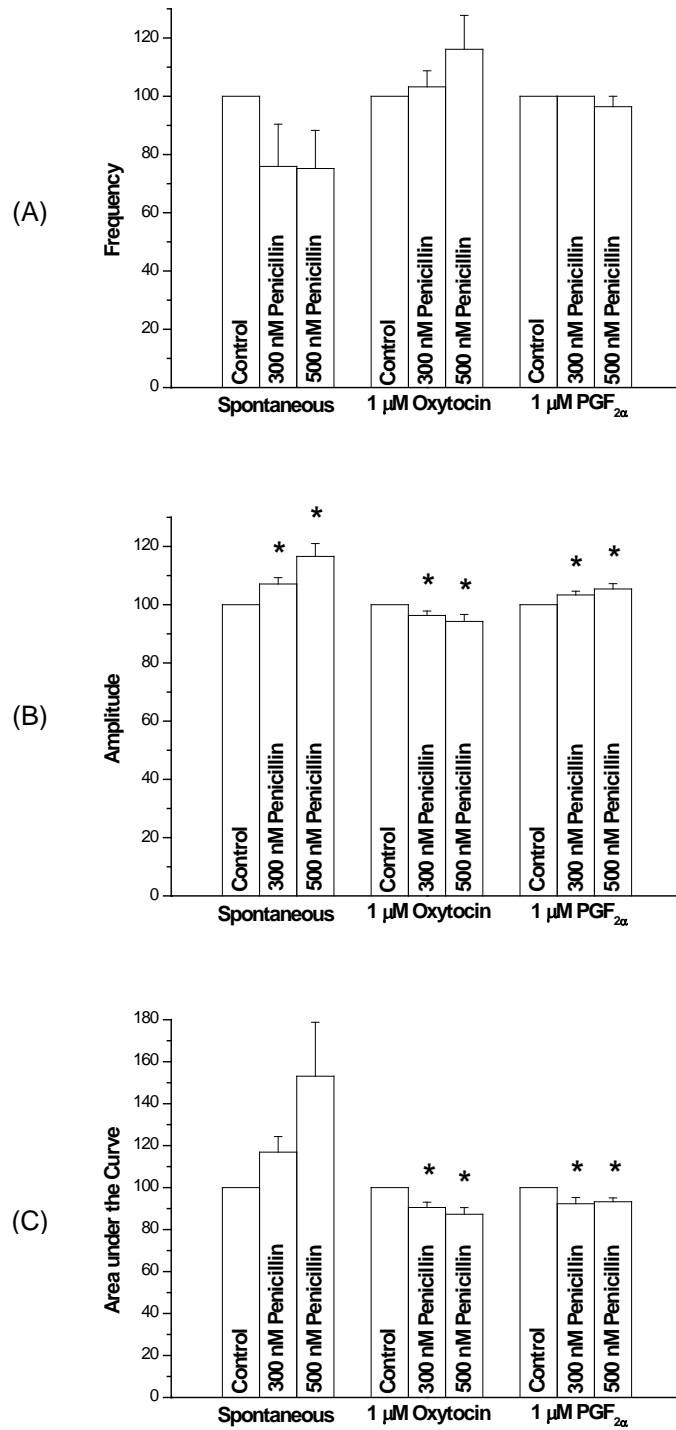 (A)
Frequency
120
100
80
60
40
20
0
Control
300 nM Penicillin
500 nM Penicillin
Control
300 nM Penicillin
500 nM Penicillin
Control
300 nM Penicillin
500 nM Penicillin
Spontaneous 1 μM Oxytocin 1 μM PGF2α
(B)
Amplitude
120
100
80
60
40
20
0
* * * * * *
Control
300 nM Penicillin
500 nM Penicillin
Control
300 nM Penicillin
500 nM Penicillin
Control
300 nM Penicillin
500 nM Penicillin
Spontaneous 1 μM Oxytocin 1 μM PGF2α
(C)
Area under the Curve
180
160
140
120
100
80
60
40
20
0
* * * *
Control
300 nM Penicillin
500 nM Penicillin
Control
300 nM Penicillin
500 nM Penicillin
Control
300 nM Penicillin
500 nM Penicillin
Spontaneous 1 μM Oxytocin 1 μM PGF2α